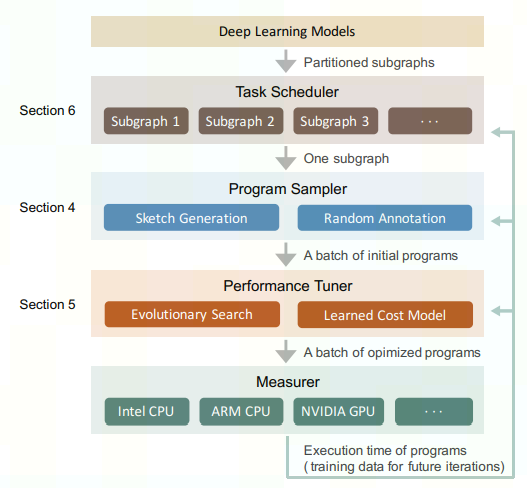 Deep Learning Models
Partitioned subgraphs
Section 6
Task Scheduler
Subgraph 1 Subgraph 2 Subgraph 3 ...
One subgraph
Section 4
Program Sampler
Sketch Generation Random Annotation
A batch of initial programs
Section 5
Performance Tuner
Evolutionary Search Learned Cost Model
A batch of opimized programs
Measurer
Intel CPU ARM CPU NVIDIA GPU ...
Execution time of programs
( training data for future iterations)